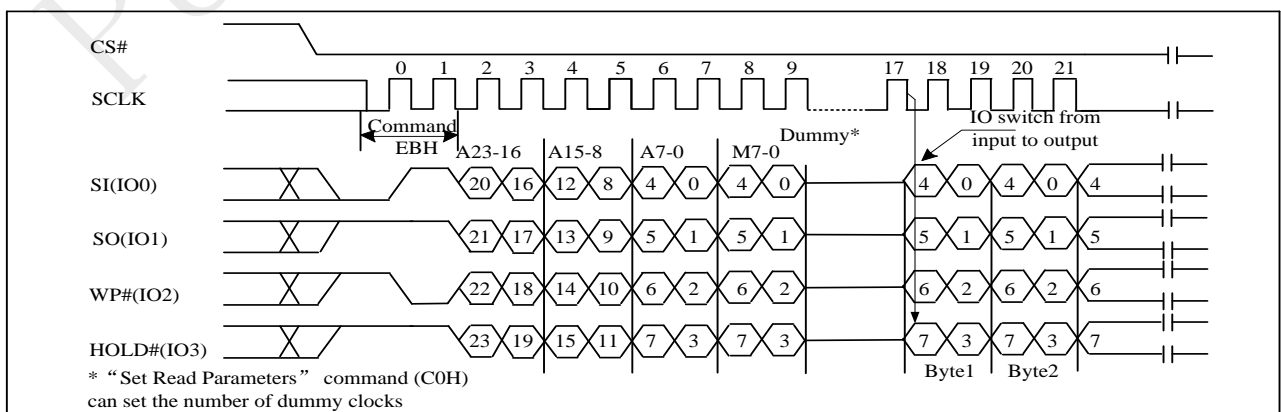 CS#
0 1 2 3 4 5 6 7 8 9 17 18 19 20 21
SCLK
IO switch from
input to output
Command
EBH
Dummy*
A23-16 A15-8 A7-0 M7-0
SI(IO0) 20 16 12 8 4 0 4 0 4 0 4 0 4
SO(IO1) 21 17 13 9 5 1 5 1 5 1 5 1 5
WP#(IO2) 22 18 14 10 6 2 6 2 6 2 6 2 6
HOLD#(IO3) 23 19 15 11 7 3 7 3 7 3 7 3 7
Byte1 Byte2
* “Set Read Parameters” command (C0H)
can set the number of dummy clocks